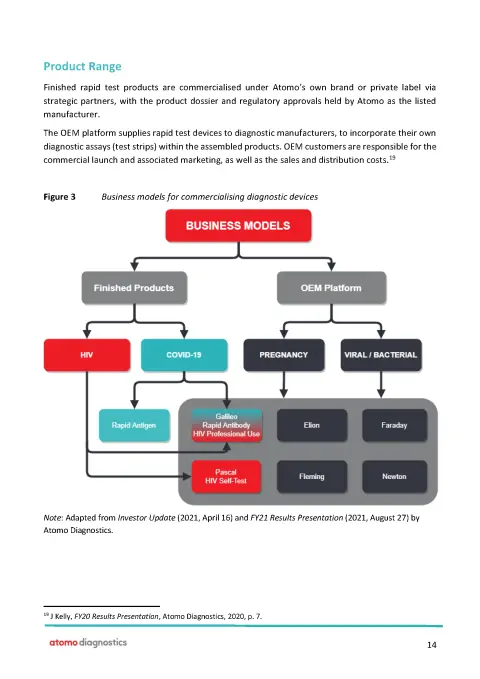 Product Range
Finished rapid test products are commercialised under Atomo's own brand or private label via
strategic partners, with the product dossier and regulatory approvals held by Atomo as the listed
manufacturer.
The OEM platform supplies rapid test devices to diagnostic manufacturers, to incorporate their own
diagnostic assays (test strips) within the assembled products. OEM customers are responsible for the
commercial launch and associated marketing, as well as the sales and distribution costs.19
Figure 3 Business models for commercialising diagnostic devices
BUSINESS MODELS
Finished Products
OEM Platform
HIV
COVID-19
PREGNANCY
VIRAL / BACTERIAL
Rapid Antigen
Galileo
Rapid Antibody
HIV Professional Use
Elion
Faraday
Pascal
HIV Self-Test
Fleming
Newton
Note: Adapted from Investor Update (2021, April 16) and FY21 Results Presentation (2021, August 27) by
Atomo Diagnostics.
19 J Kelly, FY20 Results Presentation, Atomo Diagnostics, 2020, p. 7.
atomo diagnostics
14